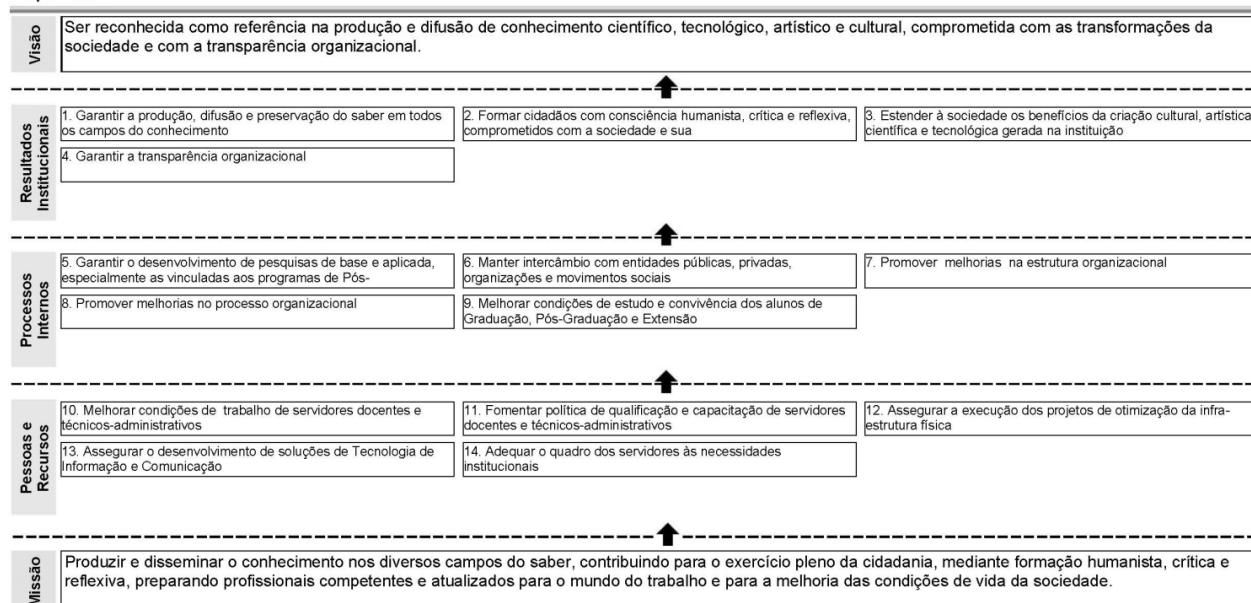 Visão
Ser reconhecida como referência na produção e difusão de conhecimento científico, tecnológico, artístico e cultural, comprometida com as transformações da
sociedade e com a transparência organizacional.
Resultados
Institucionais
1. Garantir a produção, difusão e preservação do saber em todos
os campos do conhecimento
2. Formar cidadãos com consciência humanista, crítica e reflexiva,
comprometidos com a sociedade e sua
3. Estender à sociedade os benefícios da criação cultural, artística
científica e tecnológica gerada na instituição
4. Garantir a transparência organizacional
Processos
Internos
5. Garantir o desenvolvimento de pesquisas de base e aplicada,
especialmente as vinculadas aos programas de Pós-
6. Manter intercâmbio com entidades públicas, privadas,
organizações e movimentos sociais
7. Promover melhorias na estrutura organizacional
8. Promover melhorias no processo organizacional
9. Melhorar condições de estudo e convivência dos alunos de
Graduação, Pós-Graduação e Extensão
Pessoas e
Recursos
10. Melhorar condições de trabalho de servidores docentes e
técnicos-administrativos
11. Fomentar política de qualificação e capacitação de servidores
docentes e técnicos-administrativos
12. Assegurar a execução dos projetos de otimização da infra-
estrutura física
13. Assegurar o desenvolvimento de soluções de Tecnologia de
Informação e Comunicação
14. Adequar o quadro dos servidores às necessidades
institucionais
Missão
Produzir e disseminar o conhecimento nos diversos campos do saber, contribuindo para o exercício pleno da cidadania, mediante formação humanista, crítica e
reflexiva, preparando profissionais competentes e atualizados para o mundo do trabalho e para a melhoria das condições de vida da sociedade.